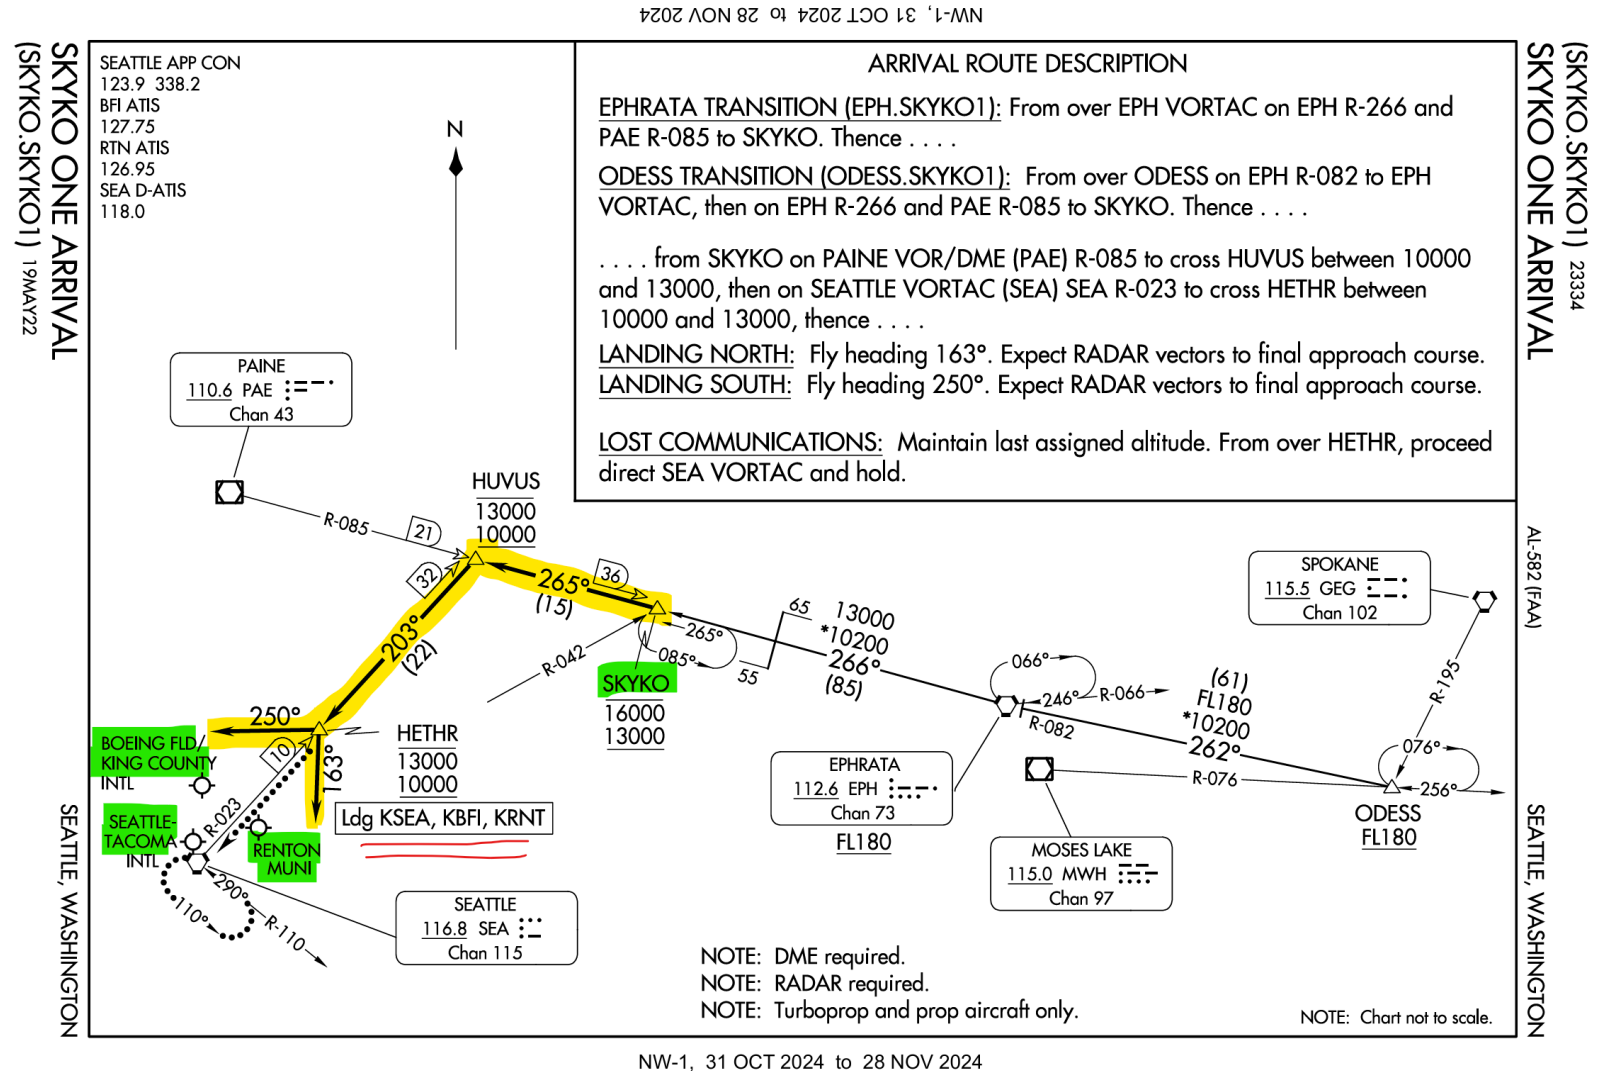 NW-1, 31 OCT 2024 to 28 NOV 2024
(SKYKO.SKYKO1) 19MAY22
SKYKO ONE ARRIVAL
(SKYKO.SKYKO1) 23334
SKYKO ONE ARRIVAL
SEATTLE APP CON
123.9 338.2
BFI ATIS
127.75
RTN ATIS
126.95
SEA D-ATIS
118.0
N
ARRIVAL ROUTE DESCRIPTION
EPHRATA TRANSITION (EPH.SKYKO1): From over EPH VORTAC on EPH R-266 and
PAE R-085 to SKYKO. Thence . . . .
ODESS TRANSITION (ODESS.SKYKO1): From over ODESS on EPH R-082 to EPH
VORTAC, then on EPH R-266 and PAE R-085 to SKYKO. Thence . . . .
. . . . from SKYKO on PAINE VOR/DME (PAE) R-085 to cross HUVUS between 10000
and 13000, then on SEATTLE VORTAC (SEA) SEA R-023 to cross HETHR between
10000 and 13000, thence . . . .
LANDING NORTH: Fly heading 163°. Expect RADAR vectors to final approach course.
LANDING SOUTH: Fly heading 250°. Expect RADAR vectors to final approach course.
LOST COMMUNICATIONS: Maintain last assigned altitude. From over HETHR, proceed
direct SEA VORTAC and hold.
PAINE
110.6 PAE
Chan 43
R-085
21
HUVUS
13000
10000
32
265°
(15)
36
203°
(22)
R-042
265°
085°
SKYKO
16000
13000
65
55
13000
*10200
266°
(85)
066°
246°
R-066
R-082
(61)
FL180
*10200
262°
SPOKANE
115.5 GEG
Chan 102
R-195
076°
256°
R-076
ODESS
FL180
EPHRATA
112.6 EPH
Chan 73
FL180
MOSES LAKE
115.0 MWH
Chan 97
250°
163°
10
HETHR
13000
10000
BOEING FLD/
KING COUNTY
INTL
SEATTLE-
TACOMA
INTL
R-023
RENTON
MUNI
Ldg KSEA, KBFI, KRNT
290°
110°
R-110
SEATTLE
116.8 SEA
Chan 115
NOTE: DME required.
NOTE: RADAR required.
NOTE: Turboprop and prop aircraft only.
NOTE: Chart not to scale.
AL-582 (FAA)
SEATTLE, WASHINGTON
SEATTLE, WASHINGTON
NW-1, 31 OCT 2024 to 28 NOV 2024